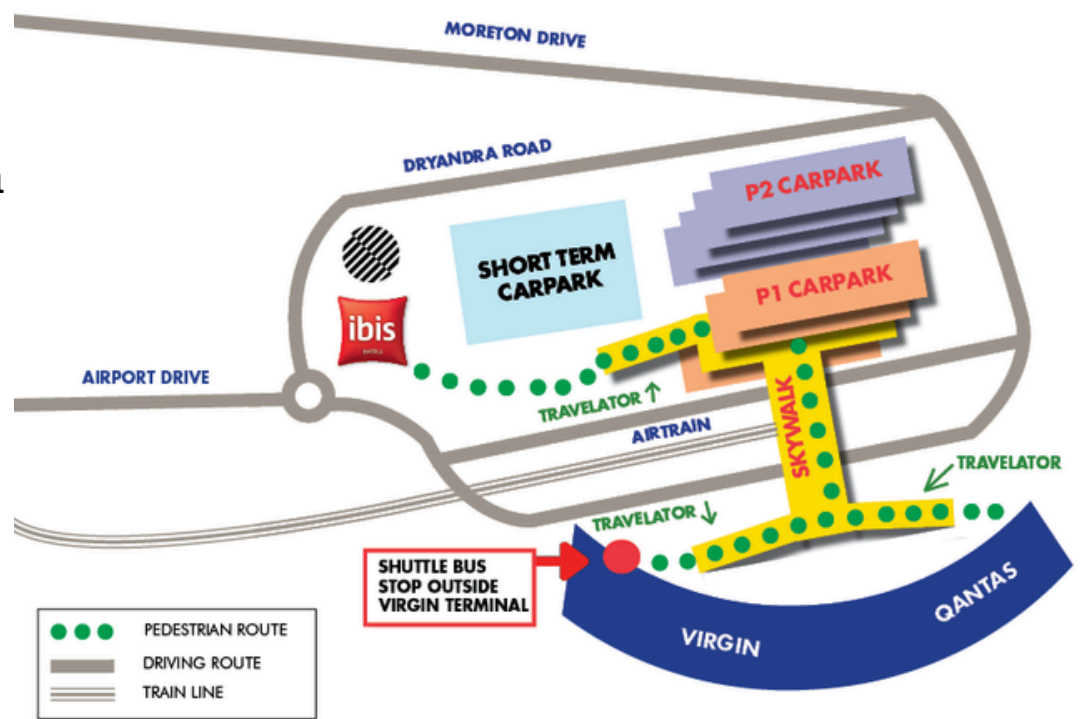 MORETON DRIVE
DRYANDRA ROAD
P2 CARPARK
SHORT TERM
CARPARK
P1 CARPARK
ibis
AIRPORT DRIVE
TRAVELATOR ↑
AIRTRAIN
SKYWALK
TRAVELATOR
TRAVELATOR ↓
SHUTTLE BUS
STOP OUTSIDE
VIRGIN TERMINAL
QANTAS
VIRGIN
PEDESTRIAN ROUTE
DRIVING ROUTE
TRAIN LINE